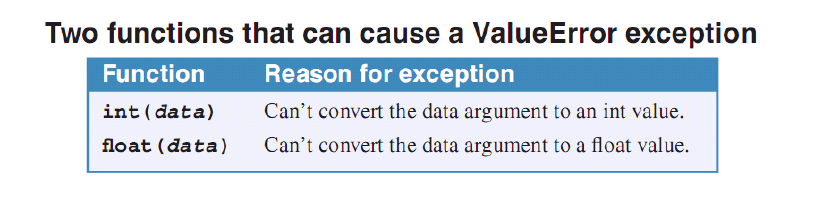 Two functions that can cause a ValueError exception
Function Reason for exception
int(data) Can't convert the data argument to an int value.
float(data) Can't convert the data argument to a float value.